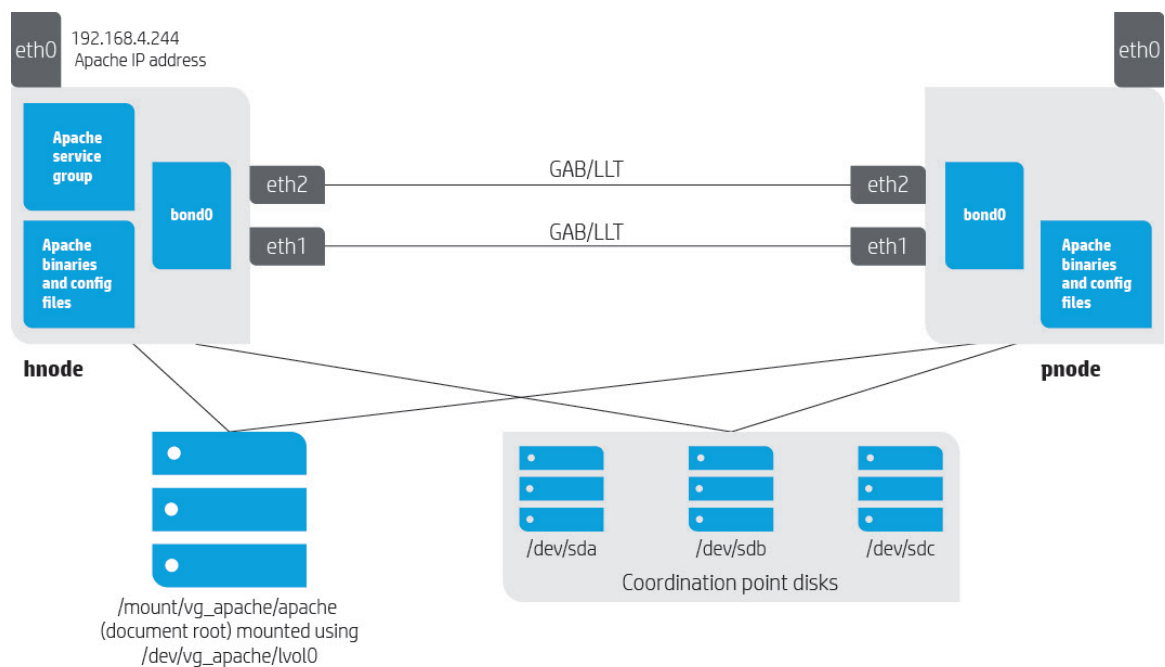 eth0
192.168.4.244
Apache IP address
eth0
Apache
service
group
bond0
Apache
binaries
and config
files
eth2
GAB/LLT
eth2
eth1
GAB/LLT
eth1
bond0
Apache
binaries
and config
files
hnode
pnode
/dev/sda
/dev/sdb
/dev/sdc
Coordination point disks
/mount/vg_apache/apache
(document root) mounted using
/dev/vg_apache/lvol0